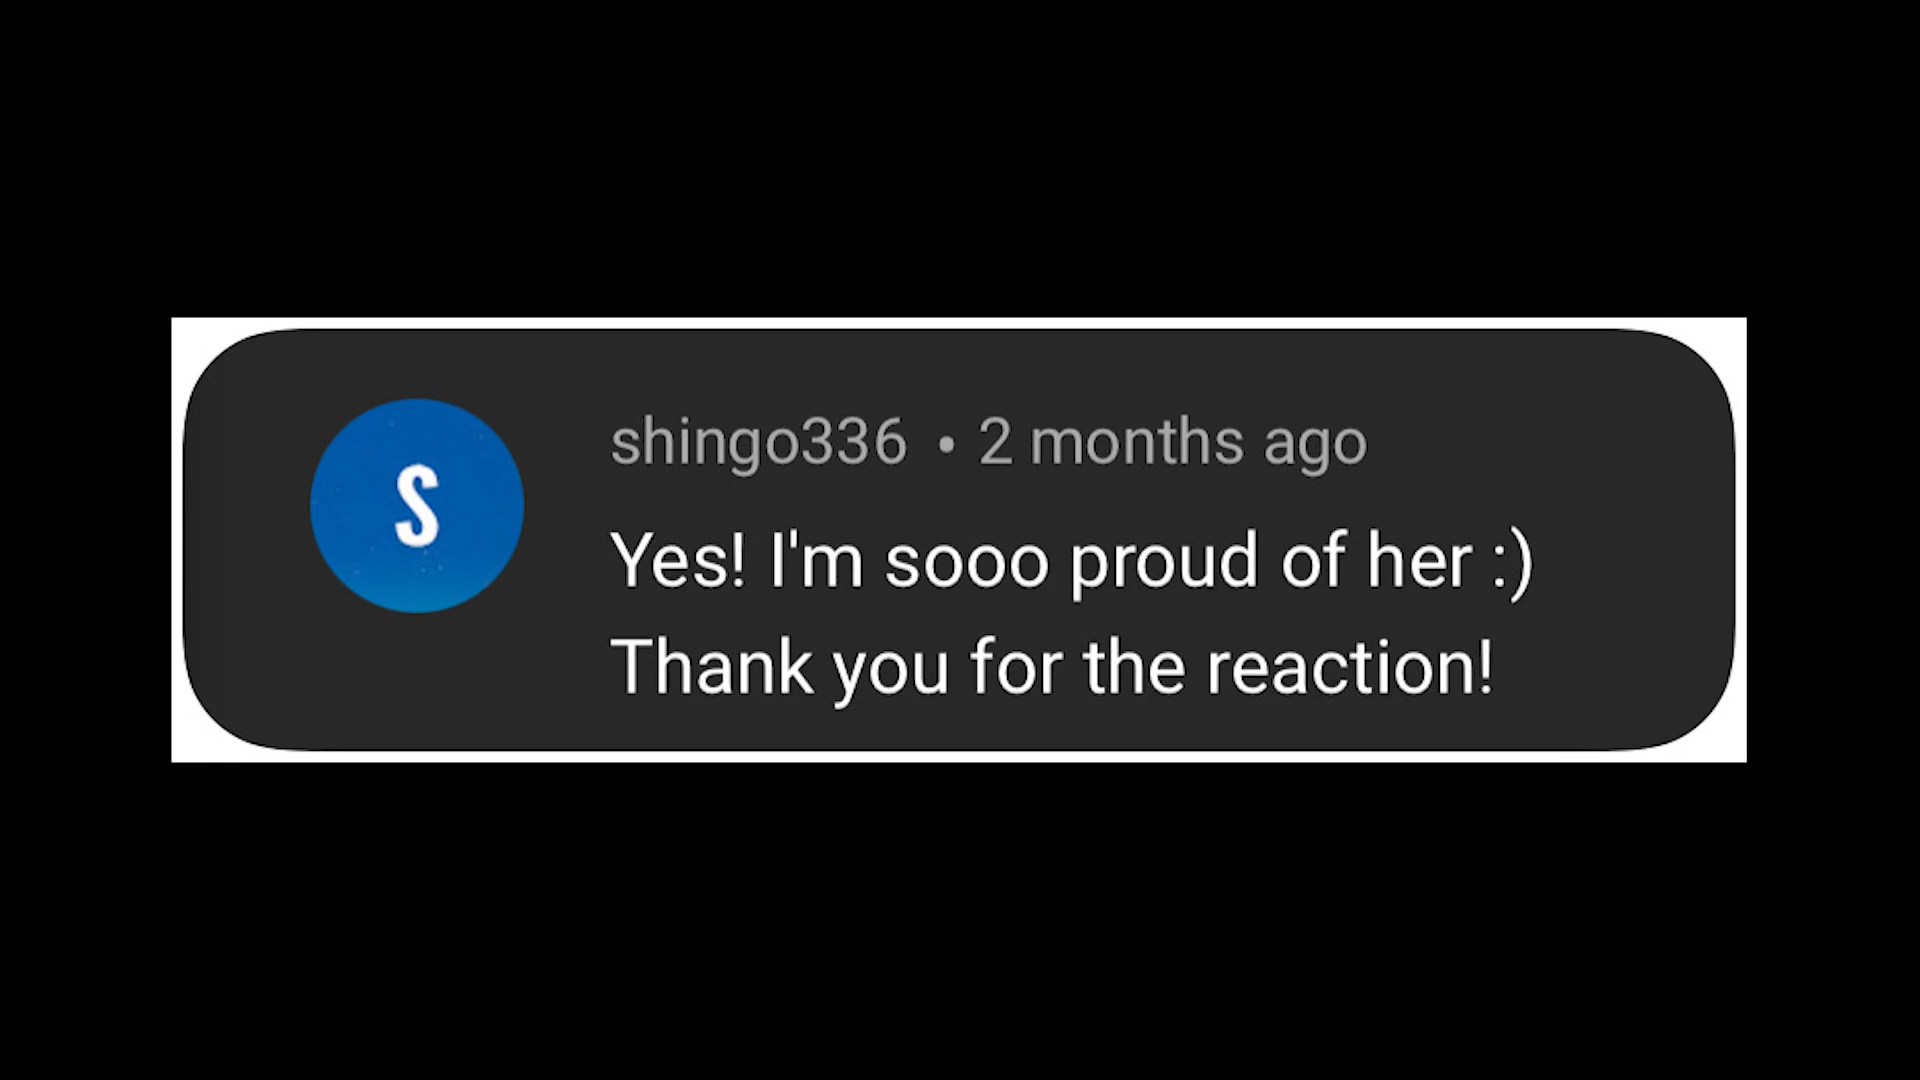 S
shingo336 • 2 months ago
Yes! I'm sooo proud of her :)
Thank you for the reaction!